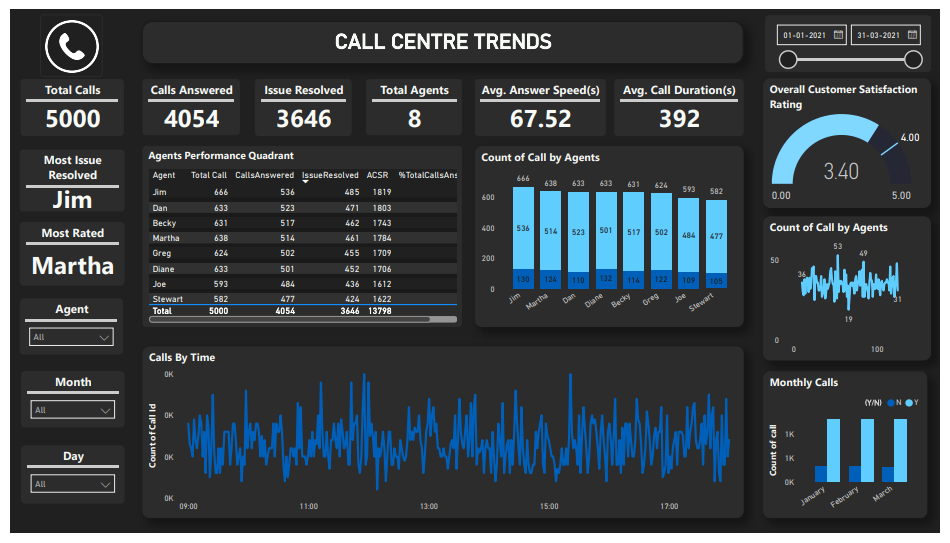 CALL CENTRE TRENDS
01-01-2021 31-03-2021
Total Calls
5000
Calls Answered
4054
Issue Resolved
3646
Total Agents
8
Avg. Answer Speed(s)
67.52
Avg. Call Duration(s)
392
Most Issue
Resolved
Jim
Most Rated
Martha
Agent
All
Month
All
Day
All
Agents Performance Quadrant
Agent Total Call CallsAnswered IssueResolved ACSR %TotalCallsAns
Jim 666 536 485 1819
Dan 633 523 471 1803
Becky 631 517 462 1743
Martha 638 514 461 1784
Greg 624 502 455 1709
Diane 633 501 452 1706
Joe 593 484 436 1612
Stewart 582 477 424 1622
Total 5000 4054 3646 13798
Count of Call by Agents
666 638 633 633 631 624 593 582
600
400
200
0
536 514 523 501 517 502 484 477
130 124 110 132 114 122 109 105
Jim Martha Dan Diane Becky Greg Joe Stewart
Overall Customer Satisfaction
Rating
4.00
3.40
0.00 5.00
Count of Call by Agents
50
0
53
49
36
31
19
0 100
Calls By Time
Count of Call Id
0K
0K
0K
0K
09:00 11:00 13:00 15:00 17:00
Monthly Calls
(Y/N) N Y
Count of call
1K
1K
0K
January February March